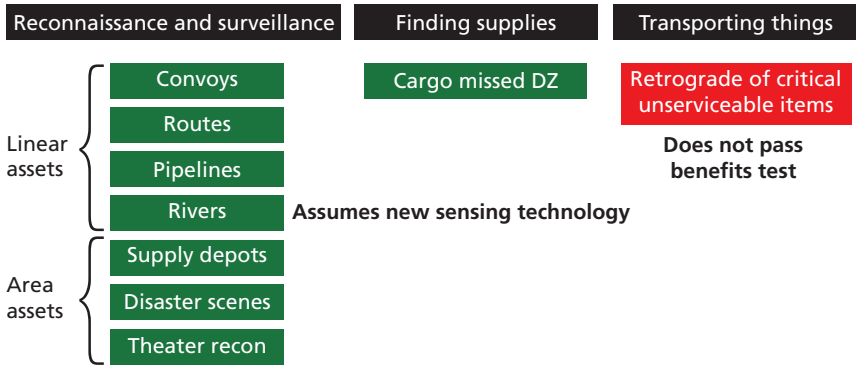 Reconnaissance and surveillance
Finding supplies
Transporting things
Linear
assets
Convoys
Routes
Pipelines
Rivers
Assumes new sensing technology
Area
assets
Supply depots
Disaster scenes
Theater recon
Cargo missed DZ
Retrograde of critical
unserviceable items
Does not pass
benefits test